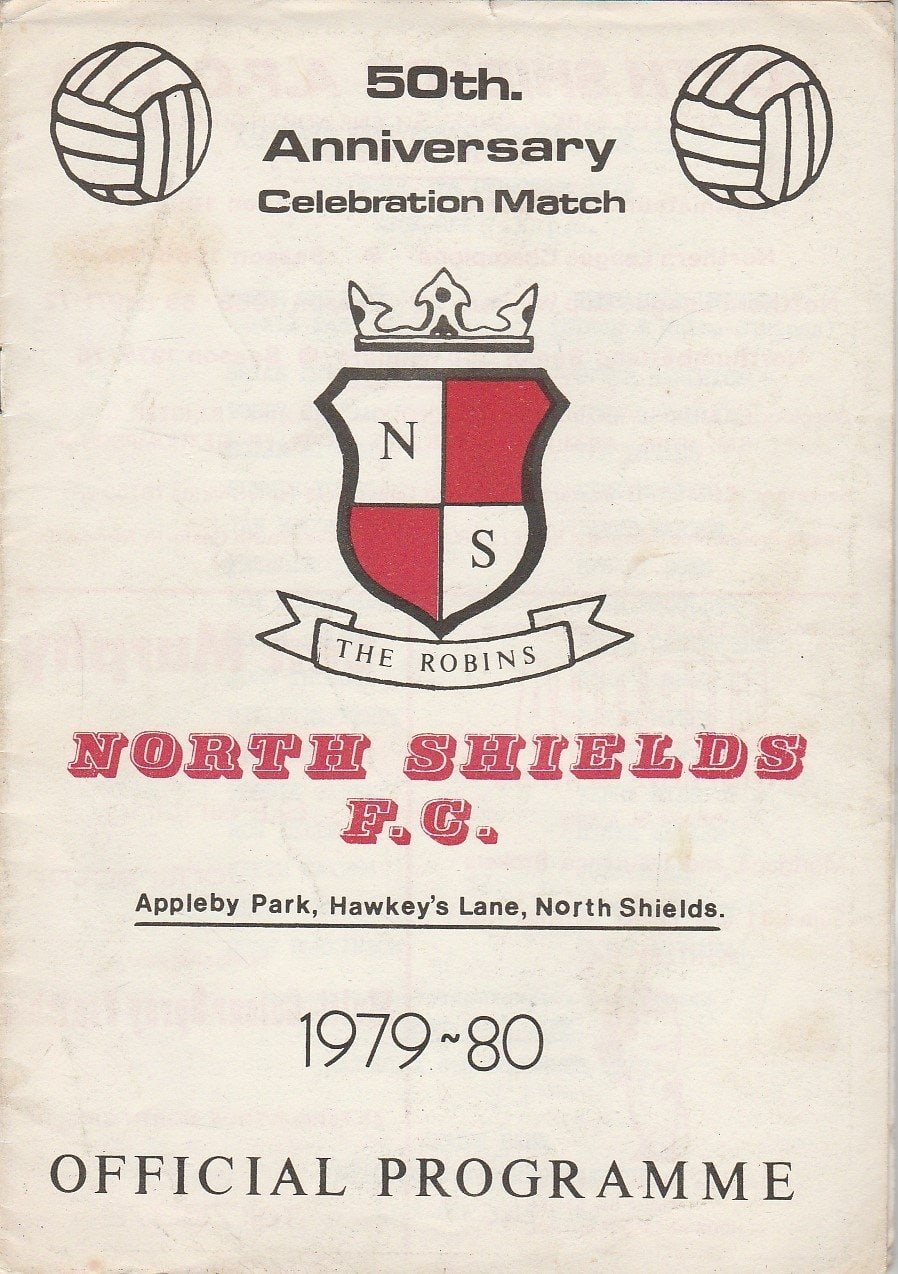 50th.
Anniversary
Celebration Match
N
S
THE ROBINS
NORTH SHIELDS
F.C.
Appleby Park, Hawkey's Lane, North Shields.
1979~80
OFFICIAL PROGRAMME